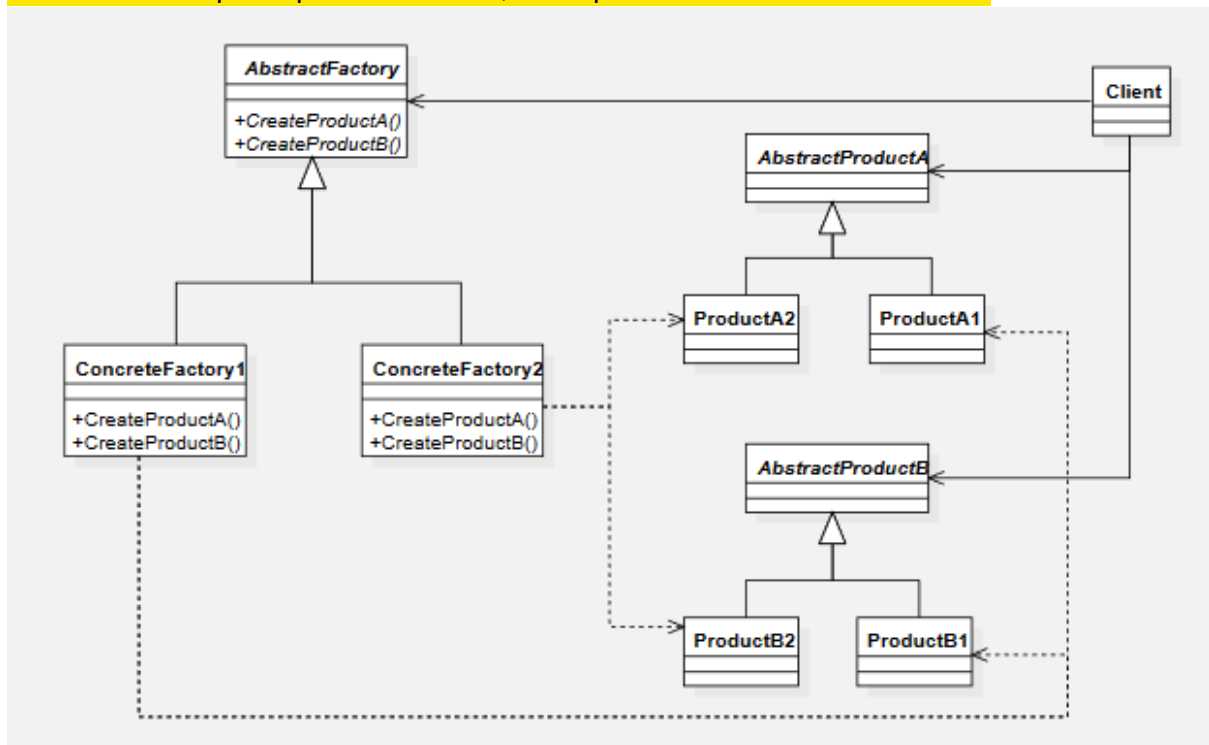 AbstractFactory
+CreateProductA()
+CreateProductB()
Client
AbstractProductA
ProductA2
ProductA1
ConcreteFactory1
+CreateProductA()
+CreateProductB()
ConcreteFactory2
+CreateProductA()
+CreateProductB()
AbstractProductB
ProductB2
ProductB1